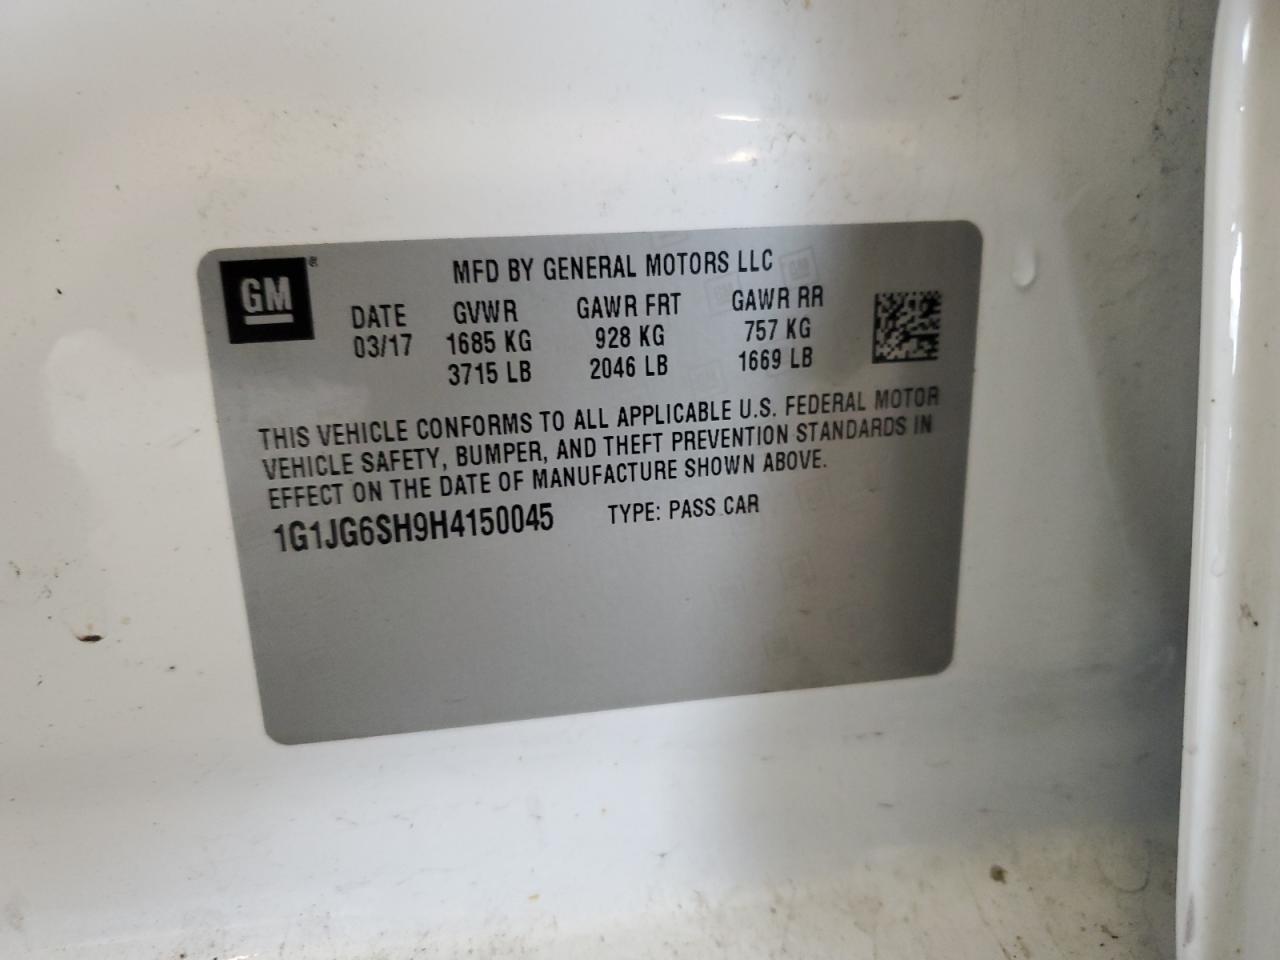 GM®
MFD BY GENERAL MOTORS LLC
DATE GVWR GAWR FRT GAWR RR
03/17 1685 KG 928 KG 757 KG
3715 LB 2046 LB 1669 LB
THIS VEHICLE CONFORMS TO ALL APPLICABLE U.S. FEDERAL MOTOR
VEHICLE SAFETY, BUMPER, AND THEFT PREVENTION STANDARDS IN
EFFECT ON THE DATE OF MANUFACTURE SHOWN ABOVE.
1G1JG6SH9H4150045 TYPE: PASS CAR